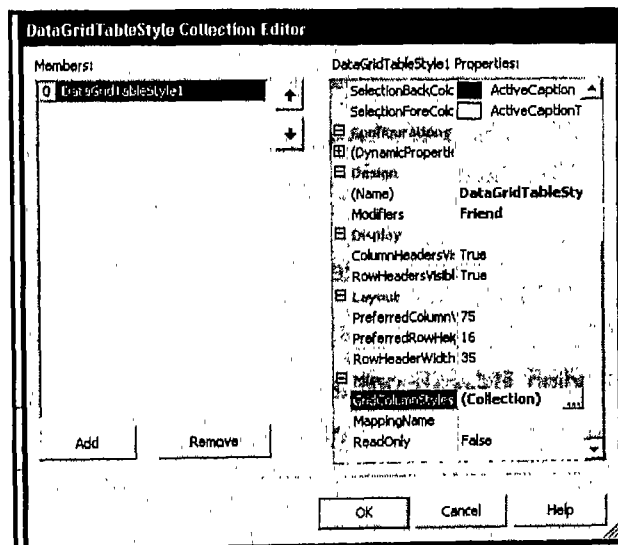 DataGridTableStyle Collection Editor
Members:
DataGridTableStyle1 Properties:
0 DataGridTableStyle1
SelectionBackColc ActiveCaption
SelectionForeColc ActiveCaptionT
Configurations
(DynamicPropertie
Design
(Name) DataGridTableSty
Modifiers Friend
Display
ColumnHeadersVi True
RowHeadersVisibl True
Layout
PreferredColumnV 75
PreferredRowHei 16
RowHeaderWidth 35
GridColumnStyles (Collection) ...
MappingName
ReadOnly False
Add Remove
OK Cancel Help